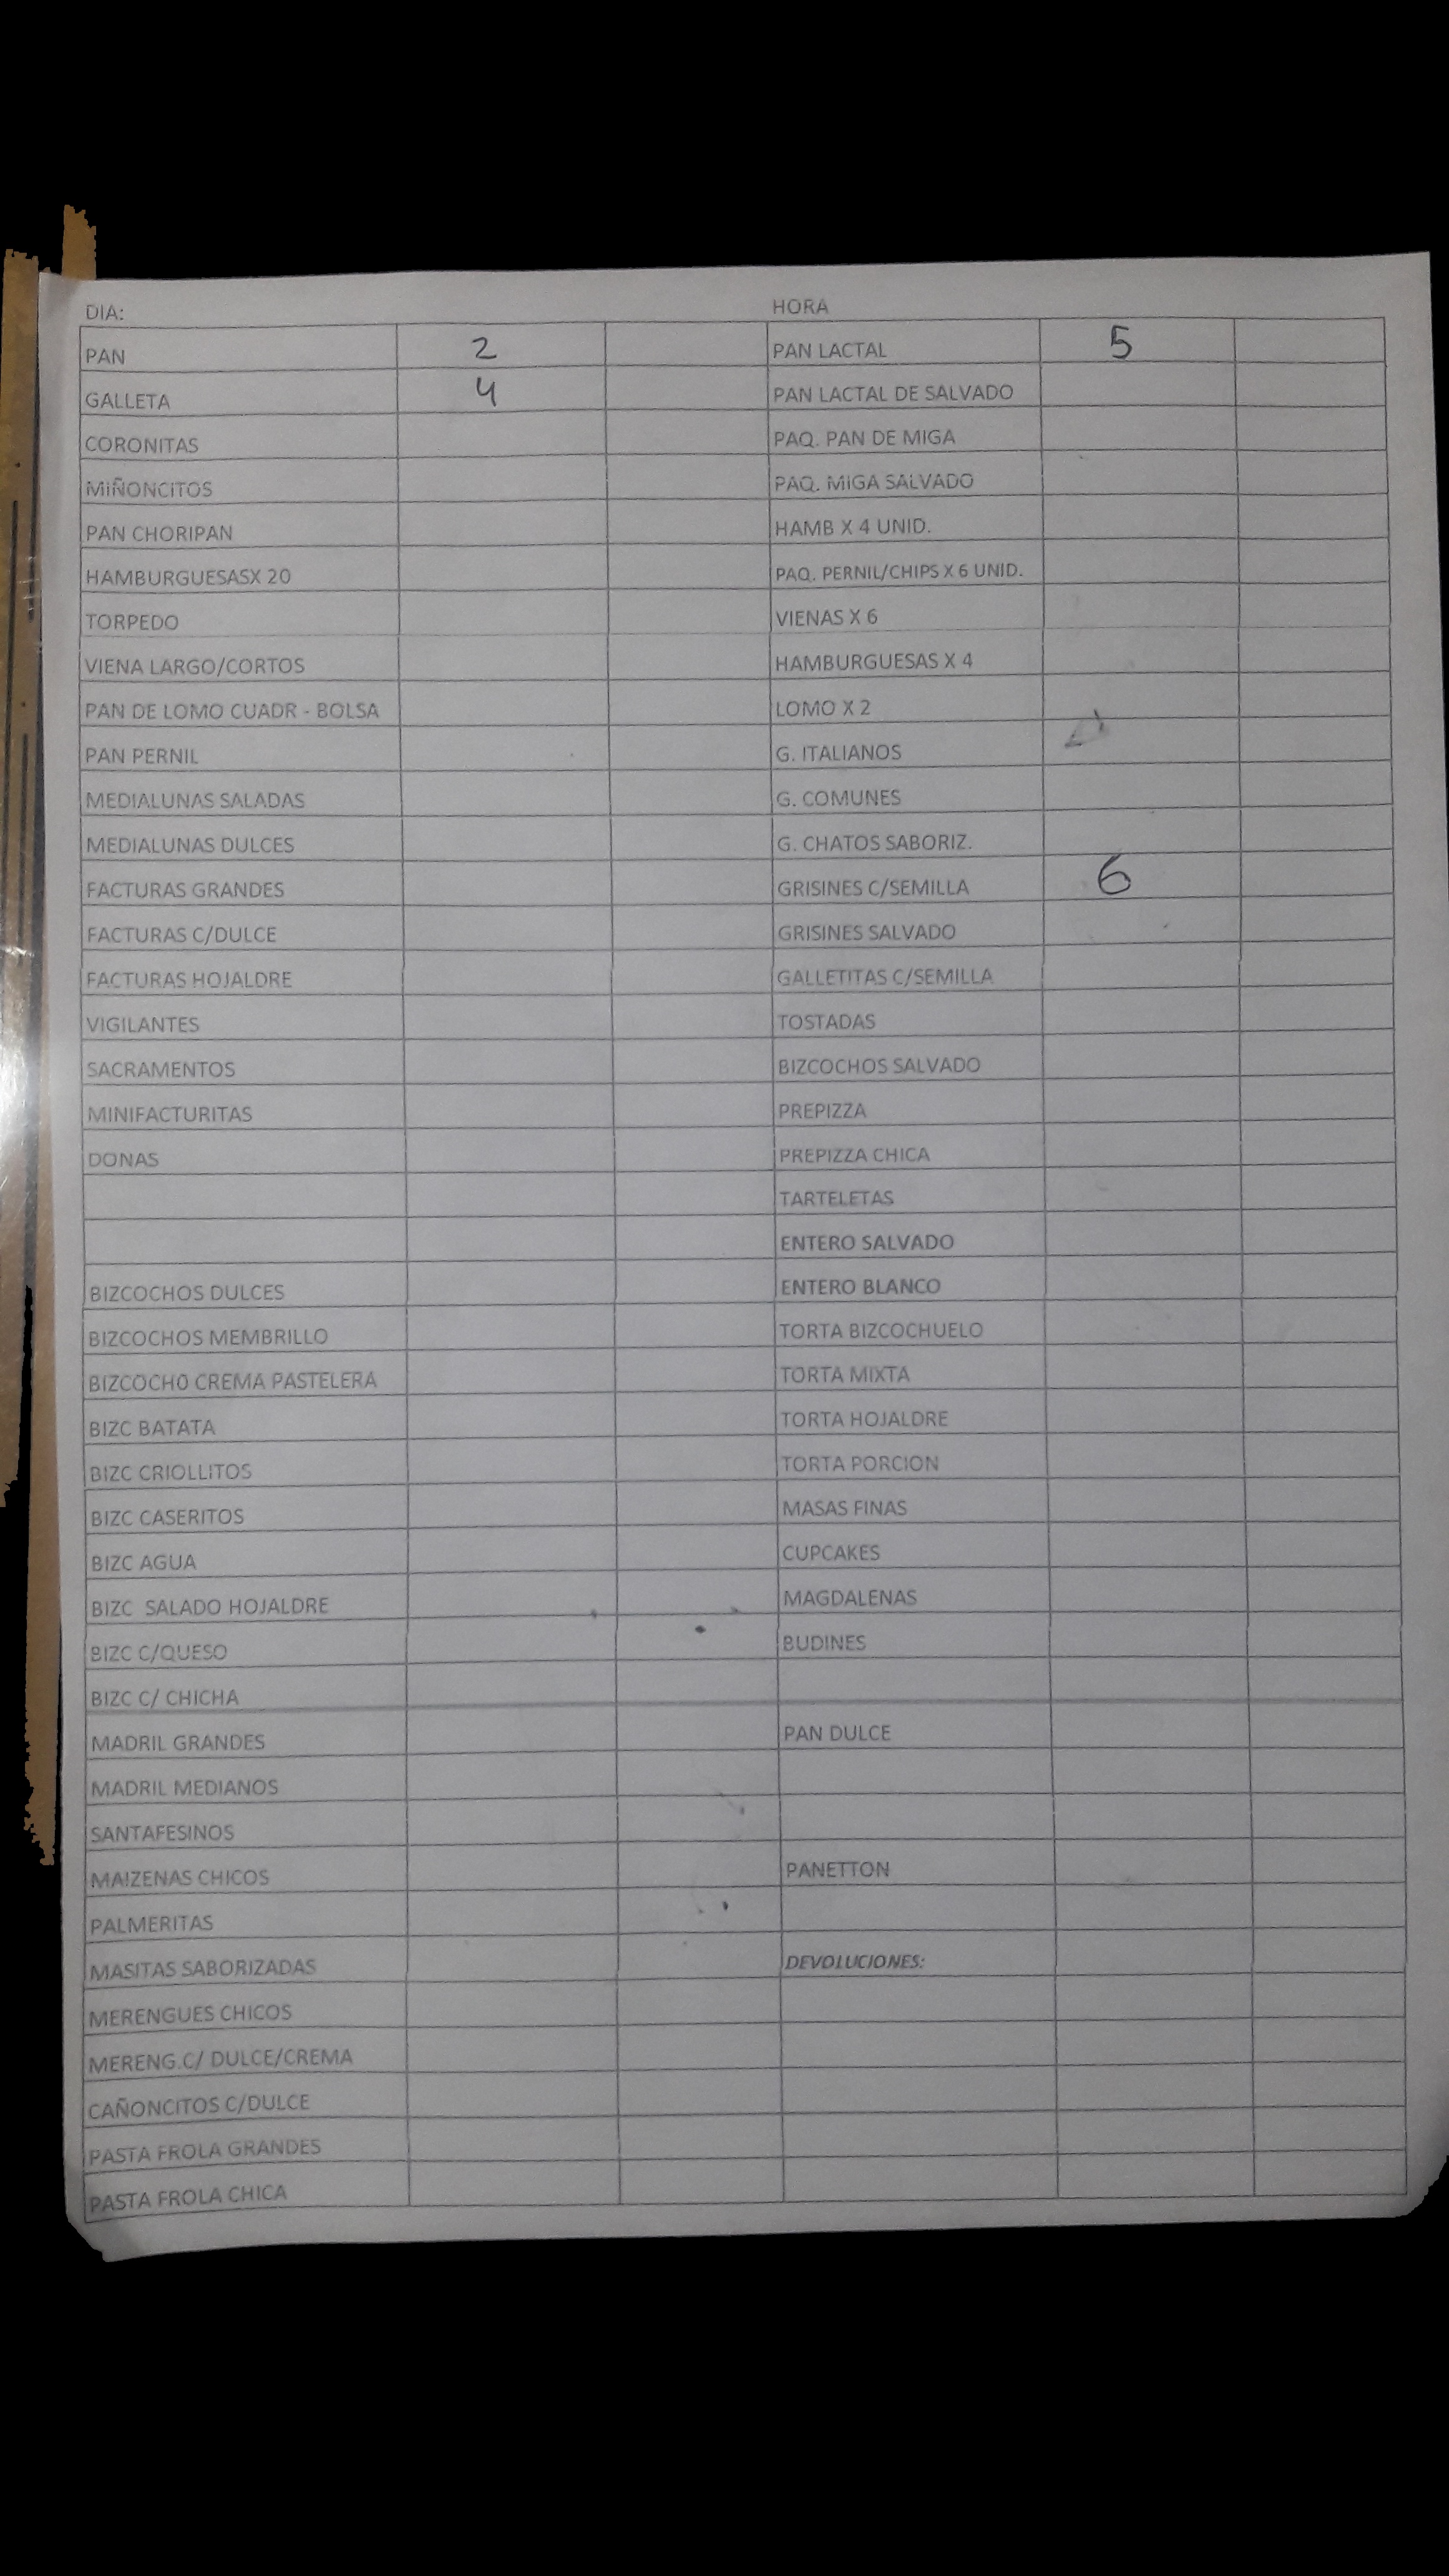 DIA: HORA
PAN 2 PAN LACTAL 5
GALLETA 4 PAN LACTAL DE SALVADO
CORONITAS PAQ. PAN DE MIGA
MIÑONCITOS PAQ. MIGA SALVADO
PAN CHORIPAN HAMB X 4 UNID.
HAMBURGUESASX 20 PAQ. PERNIL/CHIPS X 6 UNID.
TORPEDO VIENAS X 6
VIENA LARGO/CORTOS HAMBURGUESAS X 4
PAN DE LOMO CUADR - BOLSA LOMO X 2
PAN PERNIL G. ITALIANOS
MEDIALUNAS SALADAS G. COMUNES
MEDIALUNAS DULCES G. CHATOS SABORIZ.
FACTURAS GRANDES GRISINES C/SEMILLA 6
FACTURAS C/DULCE GRISINES SALVADO
FACTURAS HOJALDRE GALLETITAS C/SEMILLA
VIGILANTES TOSTADAS
SACRAMENTOS BIZCOCHOS SALVADO
MINIFACTURITAS PREPIZZA
DONAS PREPIZZA CHICA
TARTELETAS
ENTERO SALVADO
BIZCOCHOS DULCES ENTERO BLANCO
BIZCOCHOS MEMBRILLO TORTA BIZCOCHUELO
BIZCOCH0 CREMA PASTELERA TORTA MIXTA
BIZC BATATA TORTA HOJALDRE
BIZC CRIOLLITOS TORTA PORCION
BIZC CASERITOS MASAS FINAS
BIZC AGUA CUPCAKES
BIZC SALADO HOJALDRE MAGDALENAS
BIZC C/QUESO BUDINES
BIZC C/ CHICHA
MADRIL GRANDES PAN DULCE
MADRIL MEDIANOS
SANTAFESINOS
MAIZENAS CHICOS PANETTON
PALMERITAS
MASITAS SABORIZADAS DEVOLUCIONES:
MERENGUES CHICOS
MERENG.C/ DULCE/CREMA
CAÑONCITOS C/DULCE
PASTA FROLA GRANDES
PASTA FROLA CHICA